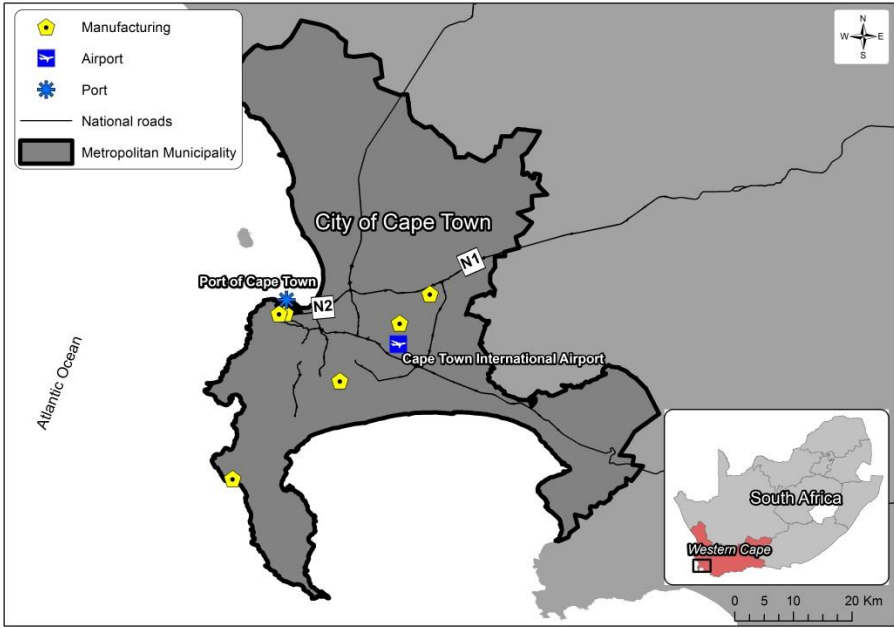 Manufacturing
Airport
Port
National roads
Metropolitan Municipality
N
W E
S
City of Cape Town
N1
Port of Cape Town
N2
Cape Town International Airport
Atlantic Ocean
South Africa
Western Cape
0 5 10 20 Km